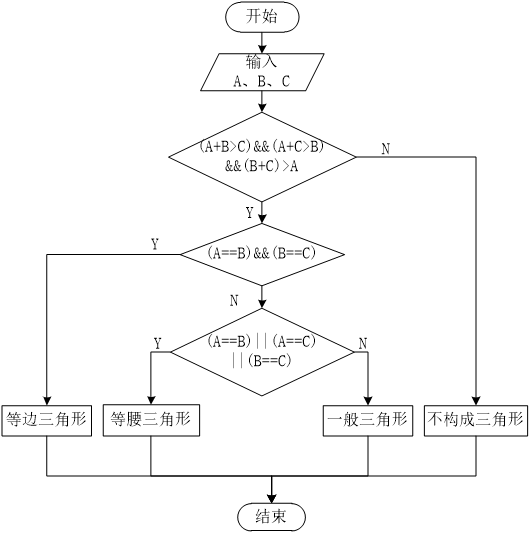 开始
输入
A、B、C
(A+B>C)&&(A+C>B)
&&(B+C)>A
N
Y
(A==B)&&(B==C)
Y
N
(A==B)||(A==C)
||(B==C)
Y
N
等边三角形
等腰三角形
一般三角形
不构成三角形
结束